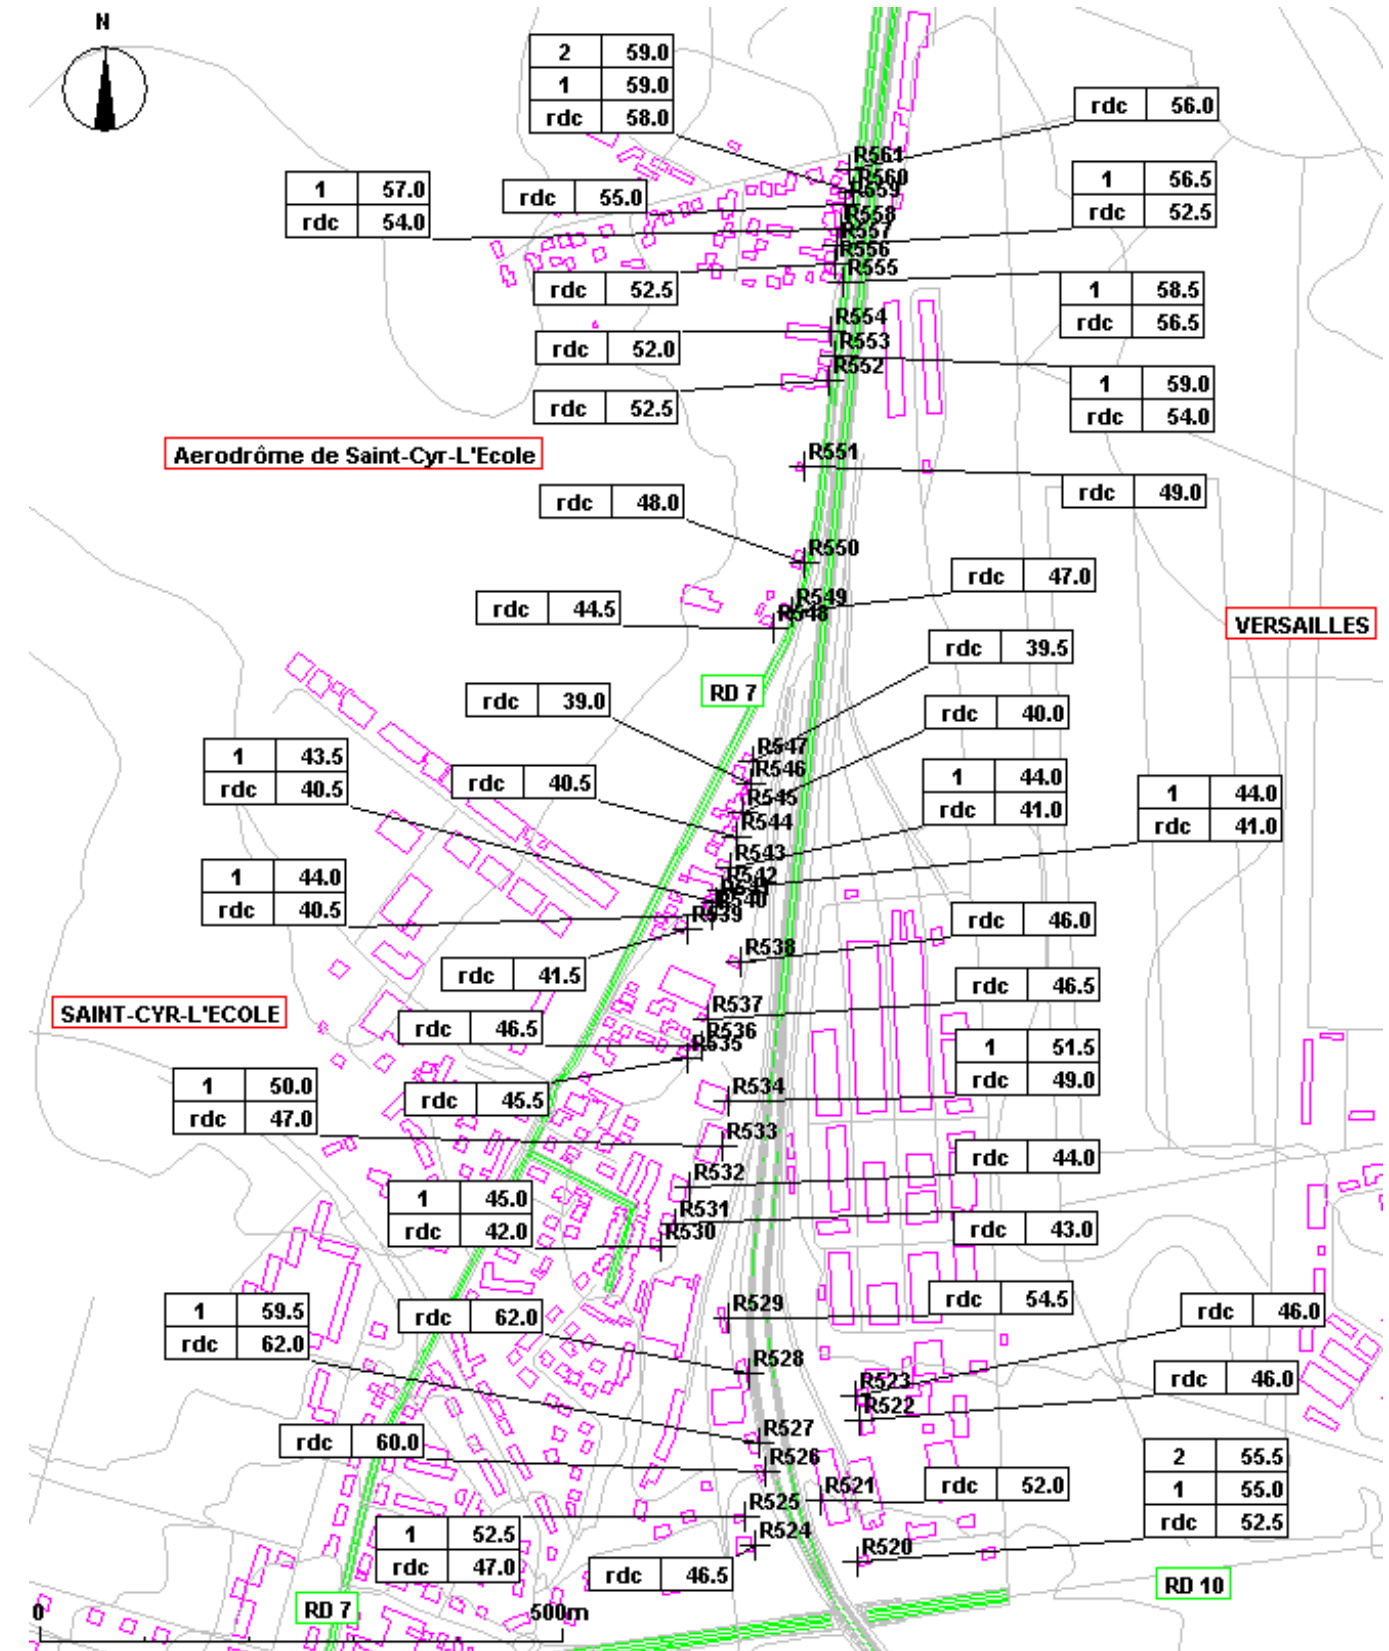 N
2 59.0
1 59.0
rdc 58.0
rdc 56.0
R561
R560
R559
1 57.0
rdc 54.0
rdc 55.0
1 56.5
rdc 52.5
R558
R557
R556
R555
rdc 52.5
1 58.5
rdc 56.5
R554
rdc 52.0
R553
R552
1 59.0
rdc 54.0
rdc 52.5
Aerodrôme de Saint-Cyr-L'Ecole
R551
rdc 48.0
rdc 49.0
R550
rdc 47.0
R549
R548
rdc 44.5
VERSAILLES
rdc 39.5
RD 7
rdc 39.0
rdc 40.0
R547
R546
1 43.5
rdc 40.5
rdc 40.5
1 44.0
rdc 41.0
1 44.0
rdc 41.0
R545
R544
R543
R542
R541
R540
R539
1 44.0
rdc 40.5
rdc 46.0
R538
rdc 41.5
rdc 46.5
SAINT-CYR-L'ECOLE
R537
rdc 46.5
R536
R535
1 51.5
rdc 49.0
1 50.0
rdc 47.0
rdc 45.5
R534
R533
rdc 44.0
R532
1 45.0
rdc 42.0
R531
R530
rdc 43.0
1 59.5
rdc 62.0
rdc 62.0
R529
rdc 54.5
rdc 46.0
R528
R523
rdc 46.0
R522
rdc 60.0
R527
R526
2 55.5
1 55.0
rdc 52.5
R521
rdc 52.0
R525
1 52.5
rdc 47.0
R524
rdc 46.5
R520
RD 10
RD 7
0 500m